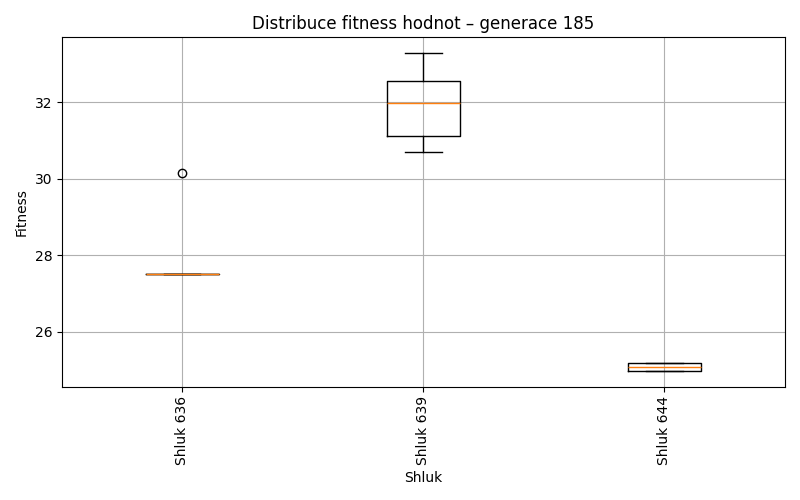 Distribuce fitness hodnot – generace 185
Fitness
32
30
28
26
Shluk 636
Shluk 639
Shluk 644
Shluk